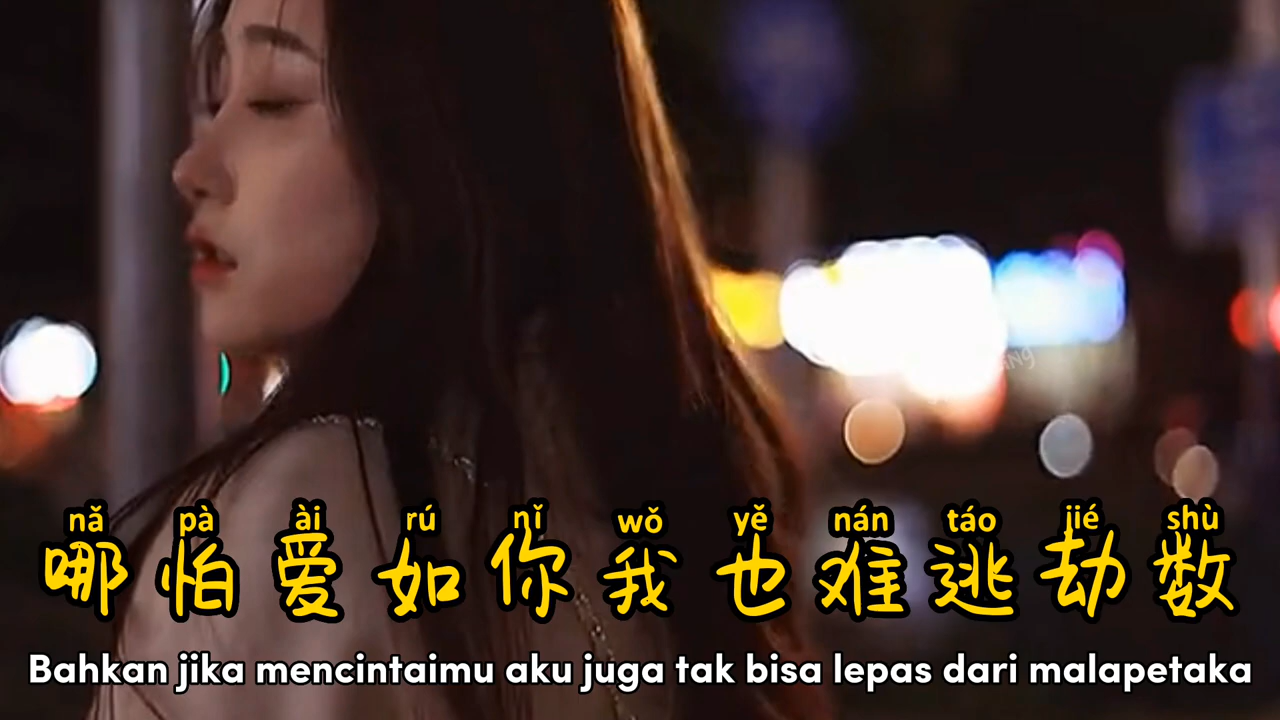 nǎ pà ài rú nǐ wǒ yě nán táo jié shù
哪怕爱如你我也难逃劫数
Bahkan jika mencintaimu aku juga tak bisa lepas dari malapetaka